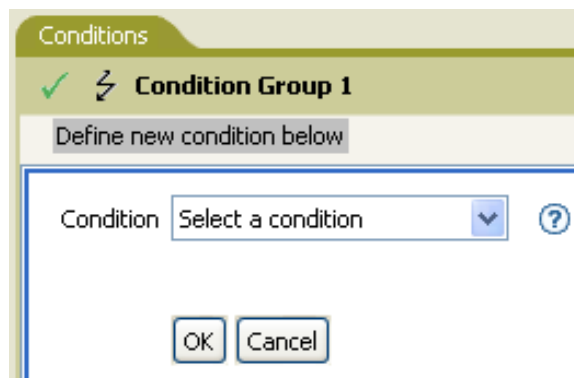 Conditions
Condition Group 1
Define new condition below
Condition Select a condition ?
OK Cancel